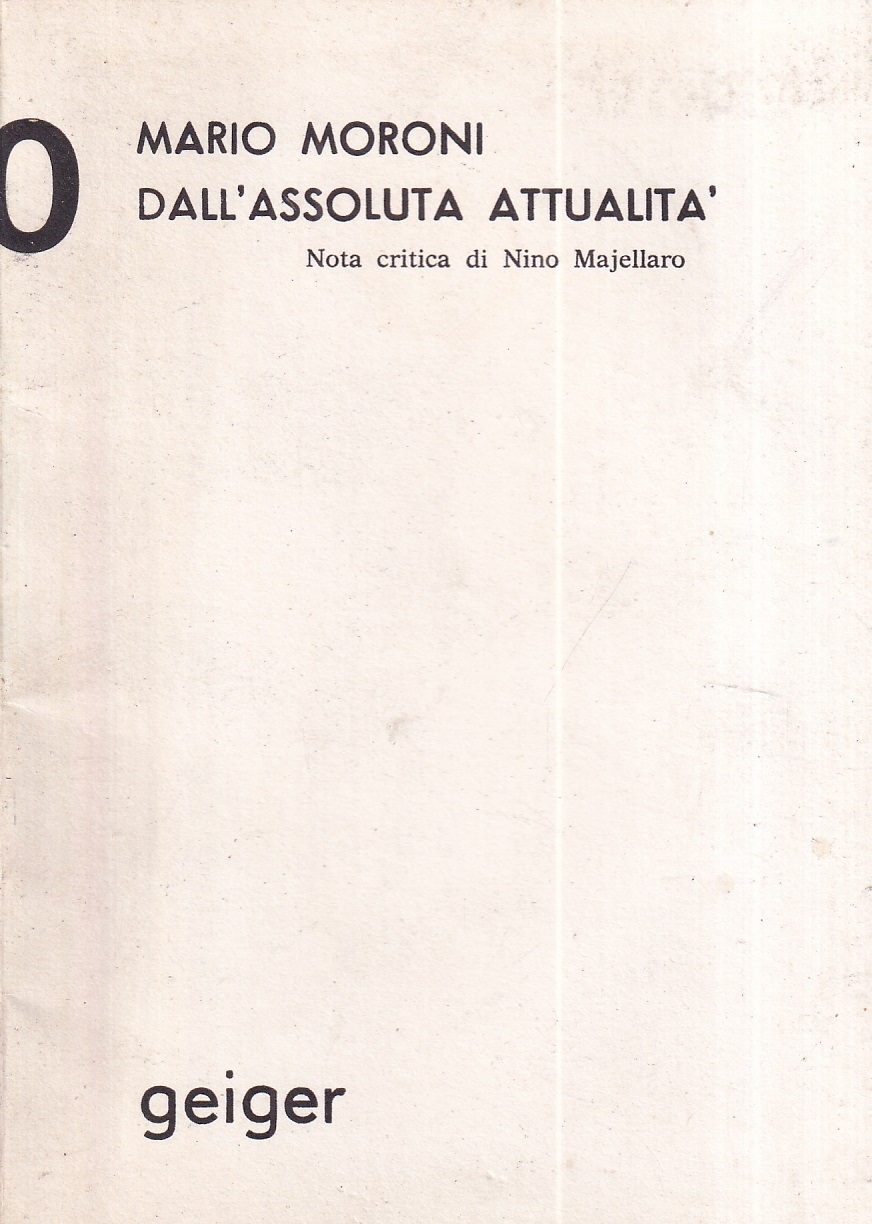 0
MARIO MORONI
DALL'ASSOLUTA ATTUALITA'
Nota critica di Nino Majellaro
geiger